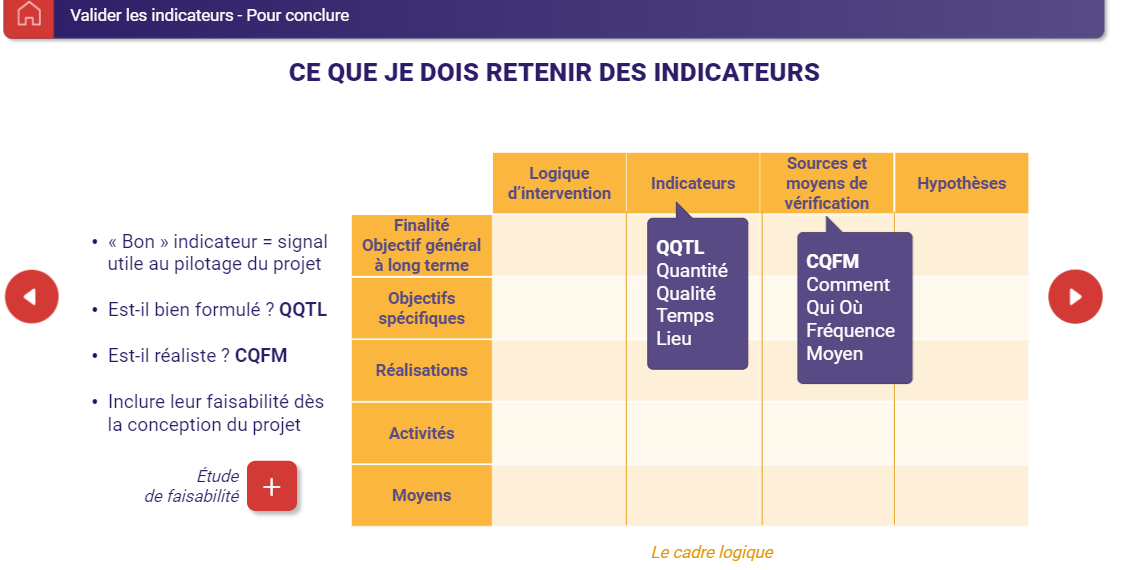 Valider les indicateurs - Pour conclure
CE QUE JE DOIS RETENIR DES INDICATEURS
• « Bon » indicateur = signal
utile au pilotage du projet
• Est-il bien formulé ? QQTL
• Est-il réaliste ? CQFM
• Inclure leur faisabilité dès
la conception du projet
Étude
de faisabilité
+
Logique
d'intervention
Indicateurs
Sources et
moyens de
vérification
Hypothèses
Finalité
Objectif général
à long terme
Objectifs
spécifiques
Réalisations
Activités
Moyens
QQTL
Quantité
Qualité
Temps
Lieu
CQFM
Comment
Qui Où
Fréquence
Moyen
Le cadre logique